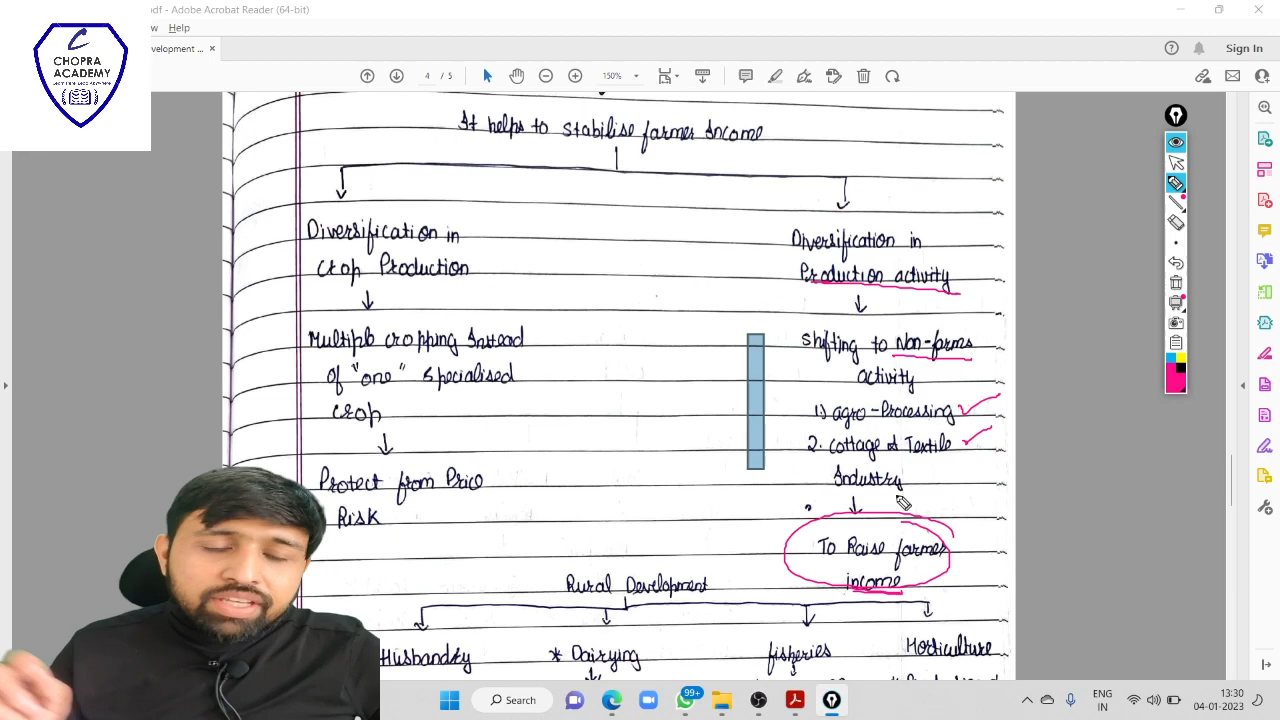 CHOPRA
ACADEMY
pdf - Adobe Acrobat Reader (64-bit)
w Help
evelopment ... ×
Sign In
4 / 5
150%
It helps to stabilise farmer Income
Diversification in
Crop Production
Multiple cropping Instead
of "one" specialised
crop
Protect from Price
Risk
Diversification in
Production activity
Shifting to Non-farms
activity
1) agro-Processing
2. Cottage & Textile
Industry
To Raise farmer
income
Rural Development
Husbandry
* Dairying
fisheries
Horticulture
Search
99+
ENG
IN
13:30
04-01-2023